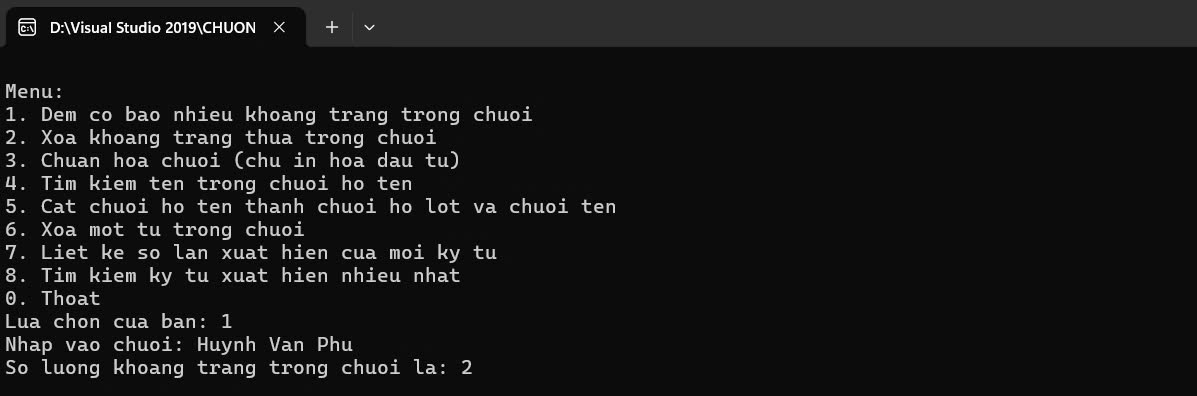 D:\Visual Studio 2019\CHUON
Menu:
1. Dem co bao nhieu khoang trang trong chuoi
2. Xoa khoang trang thua trong chuoi
3. Chuan hoa chuoi (chu in hoa dau tu)
4. Tim kiem ten trong chuoi ho ten
5. Cat chuoi ho ten thanh chuoi ho lot va chuoi ten
6. Xoa mot tu trong chuoi
7. Liet ke so lan xuat hien cua moi ky tu
8. Tim kiem ky tu xuat hien nhieu nhat
0. Thoat
Lua chon cua ban: 1
Nhap vao chuoi: Huynh Van Phu
So luong khoang trang trong chuoi la: 2